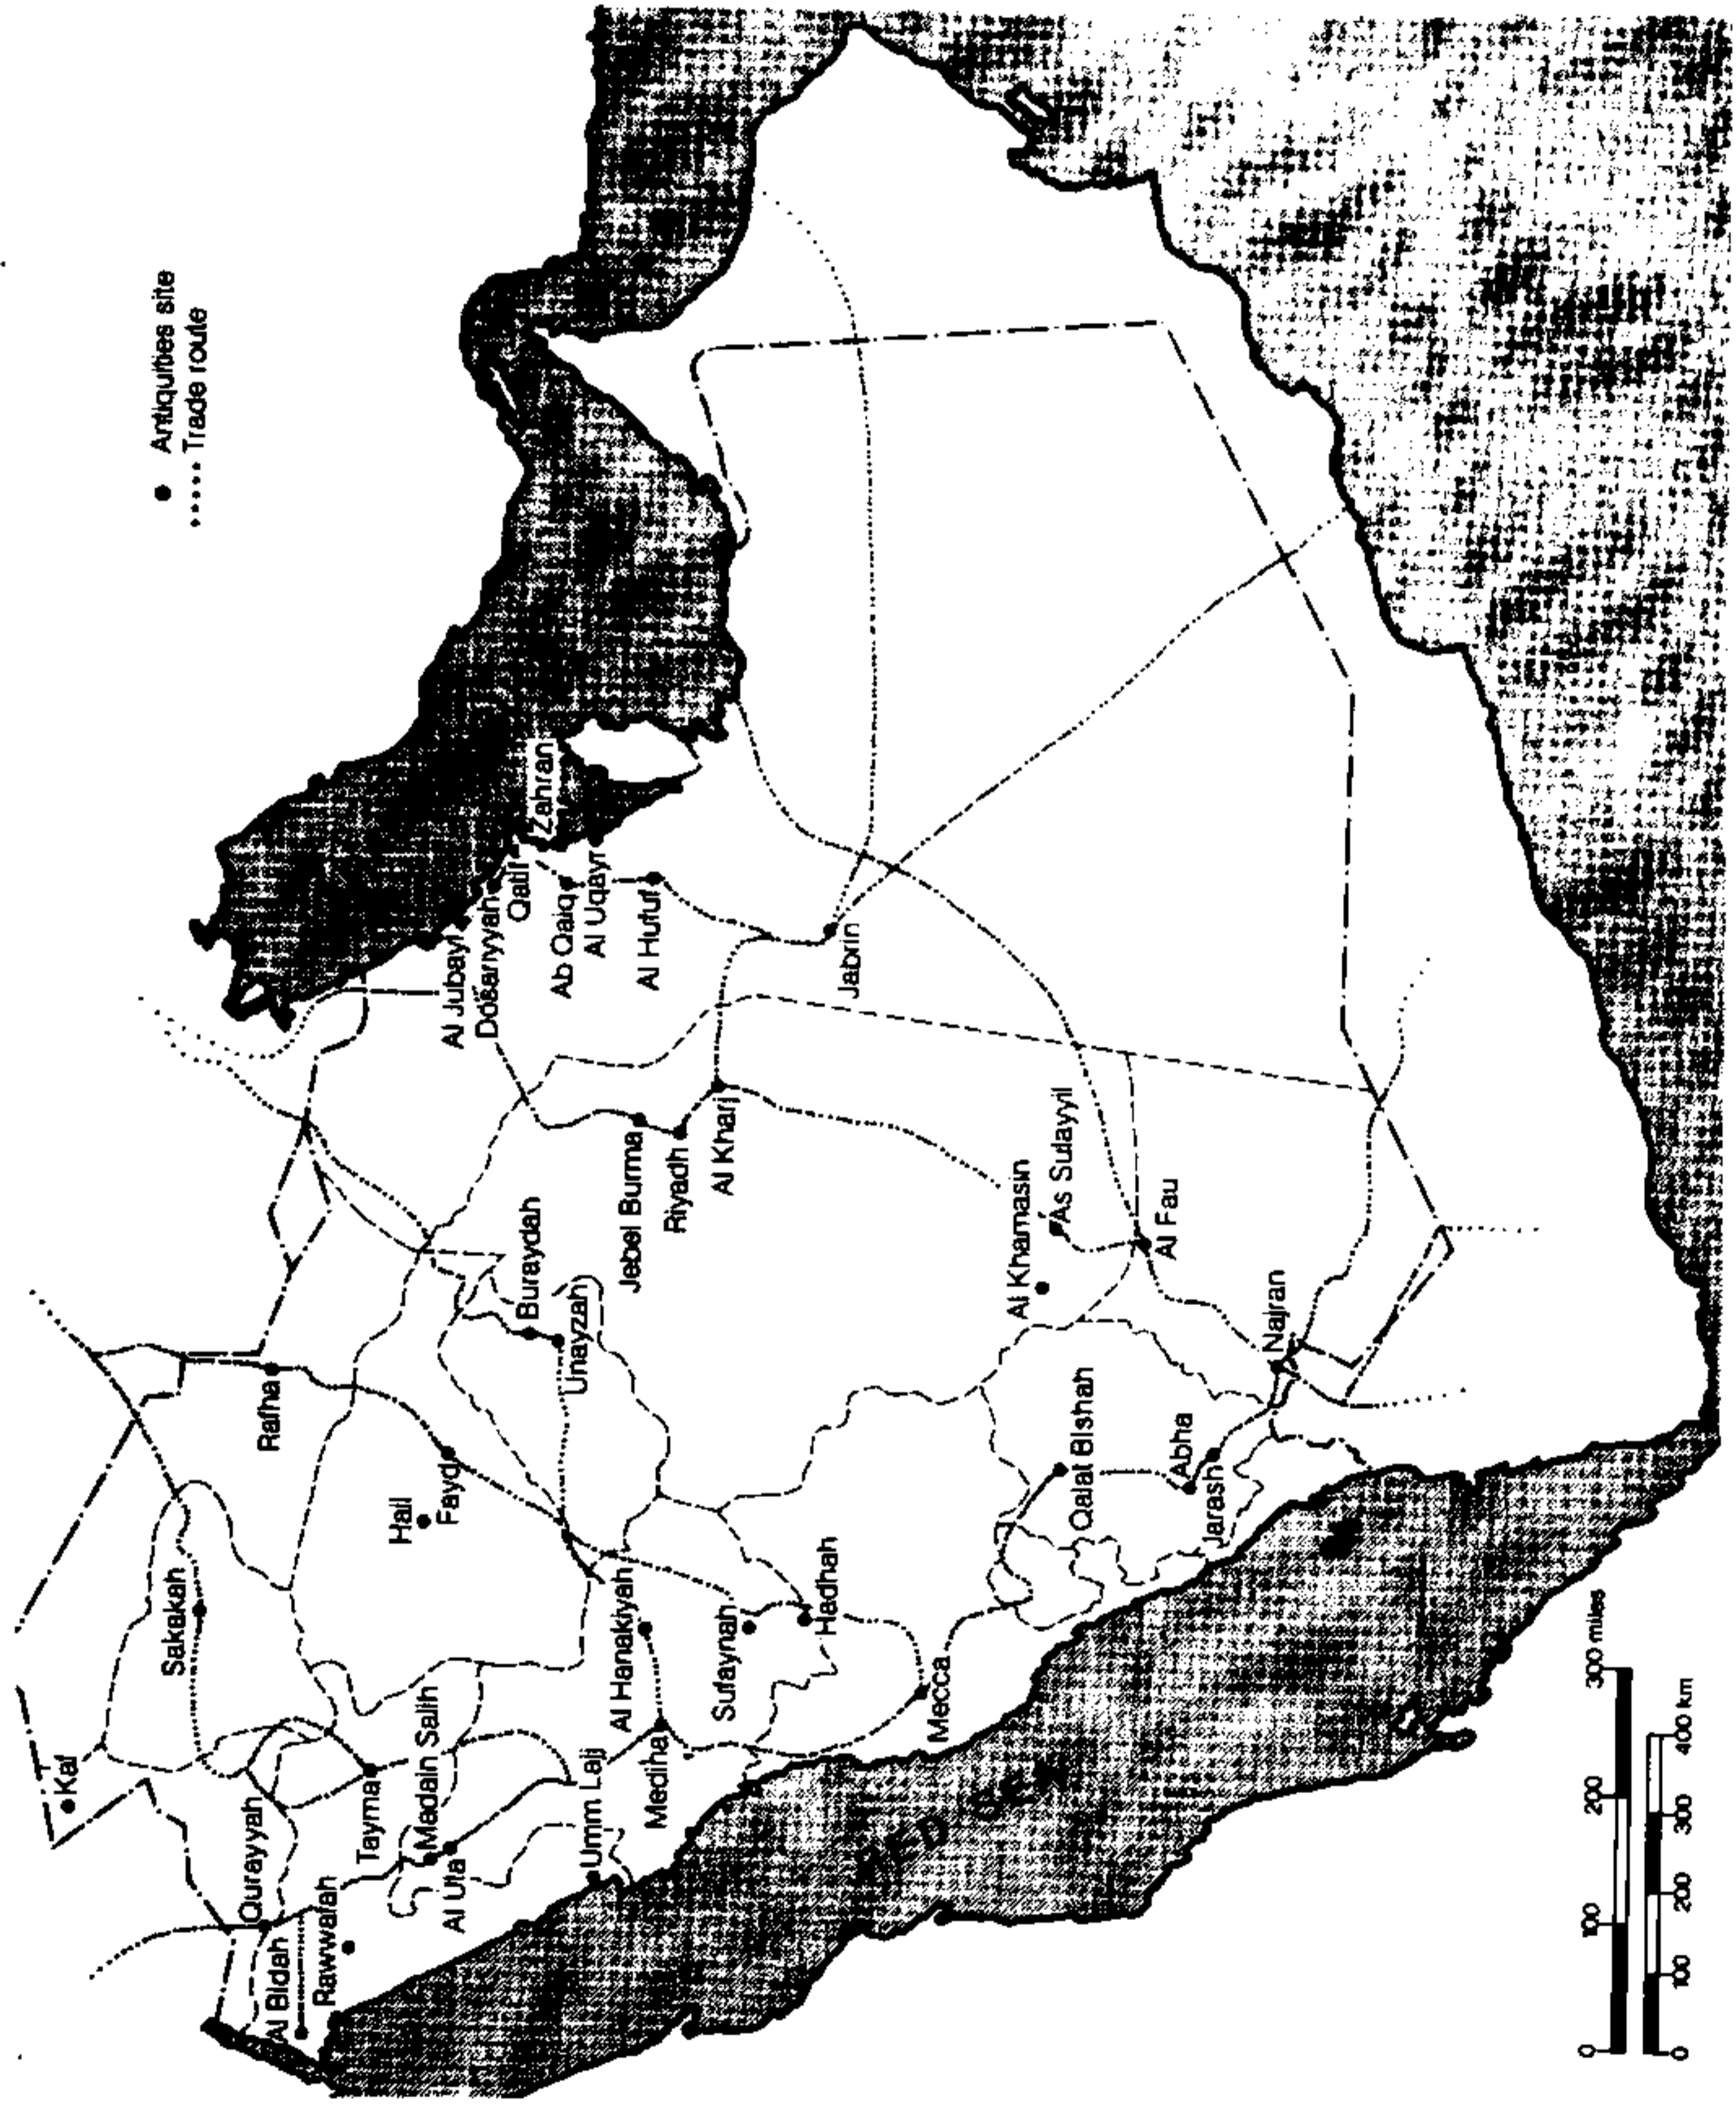 Antiquities site
Trade route
Kaf
Sakakah
Rafha
Qurayyah
Al Bidah
Rawwafah
Tayma
Madain Salih
Al Ula
Hail
Fayd
Buraydah
Unayzah
Al Jubayl
Dosariyyah
Qatif
Zahran
Ab Qaiq
Al Uqayr
Al Hufuf
Umm Lajj
Al Hanakiyah
Mediha
Jebel Burma
Riyadh
Al Kharj
Jabrin
Sufaynah
Hadhah
Mecca
RED SEA
Al Khamasin
As Sulayyil
Al Fau
Qalat Bishah
Abha
Jarash
Najran
0 100 200 300 miles
0 100 200 300 400 km